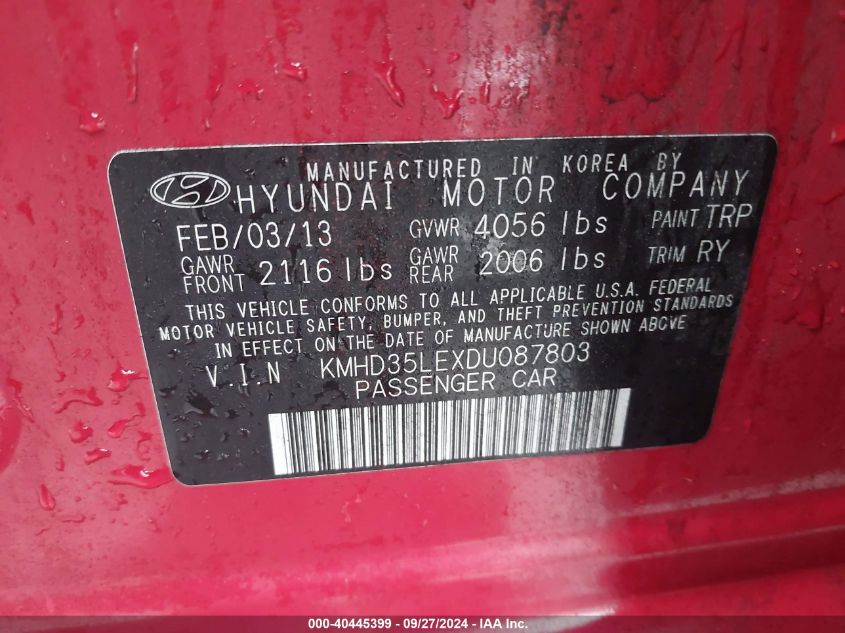 MANUFACTURED IN KOREA BY
HYUNDAI MOTOR COMPANY
FEB/03/13 GVWR 4056 lbs PAINT TRP
GAWR FRONT 2116 lbs GAWR REAR 2006 lbs TRIM RY
THIS VEHICLE CONFORMS TO ALL APPLICABLE U.S.A. FEDERAL
MOTOR VEHICLE SAFETY, BUMPER, AND THEFT PREVENTION STANDARDS
IN EFFECT ON THE DATE OF MANUFACTURE SHOWN ABOVE
V.I.N KMHD35LEXDU087803
PASSENGER CAR
000-40445399 - 09/27/2024 - IAA Inc.